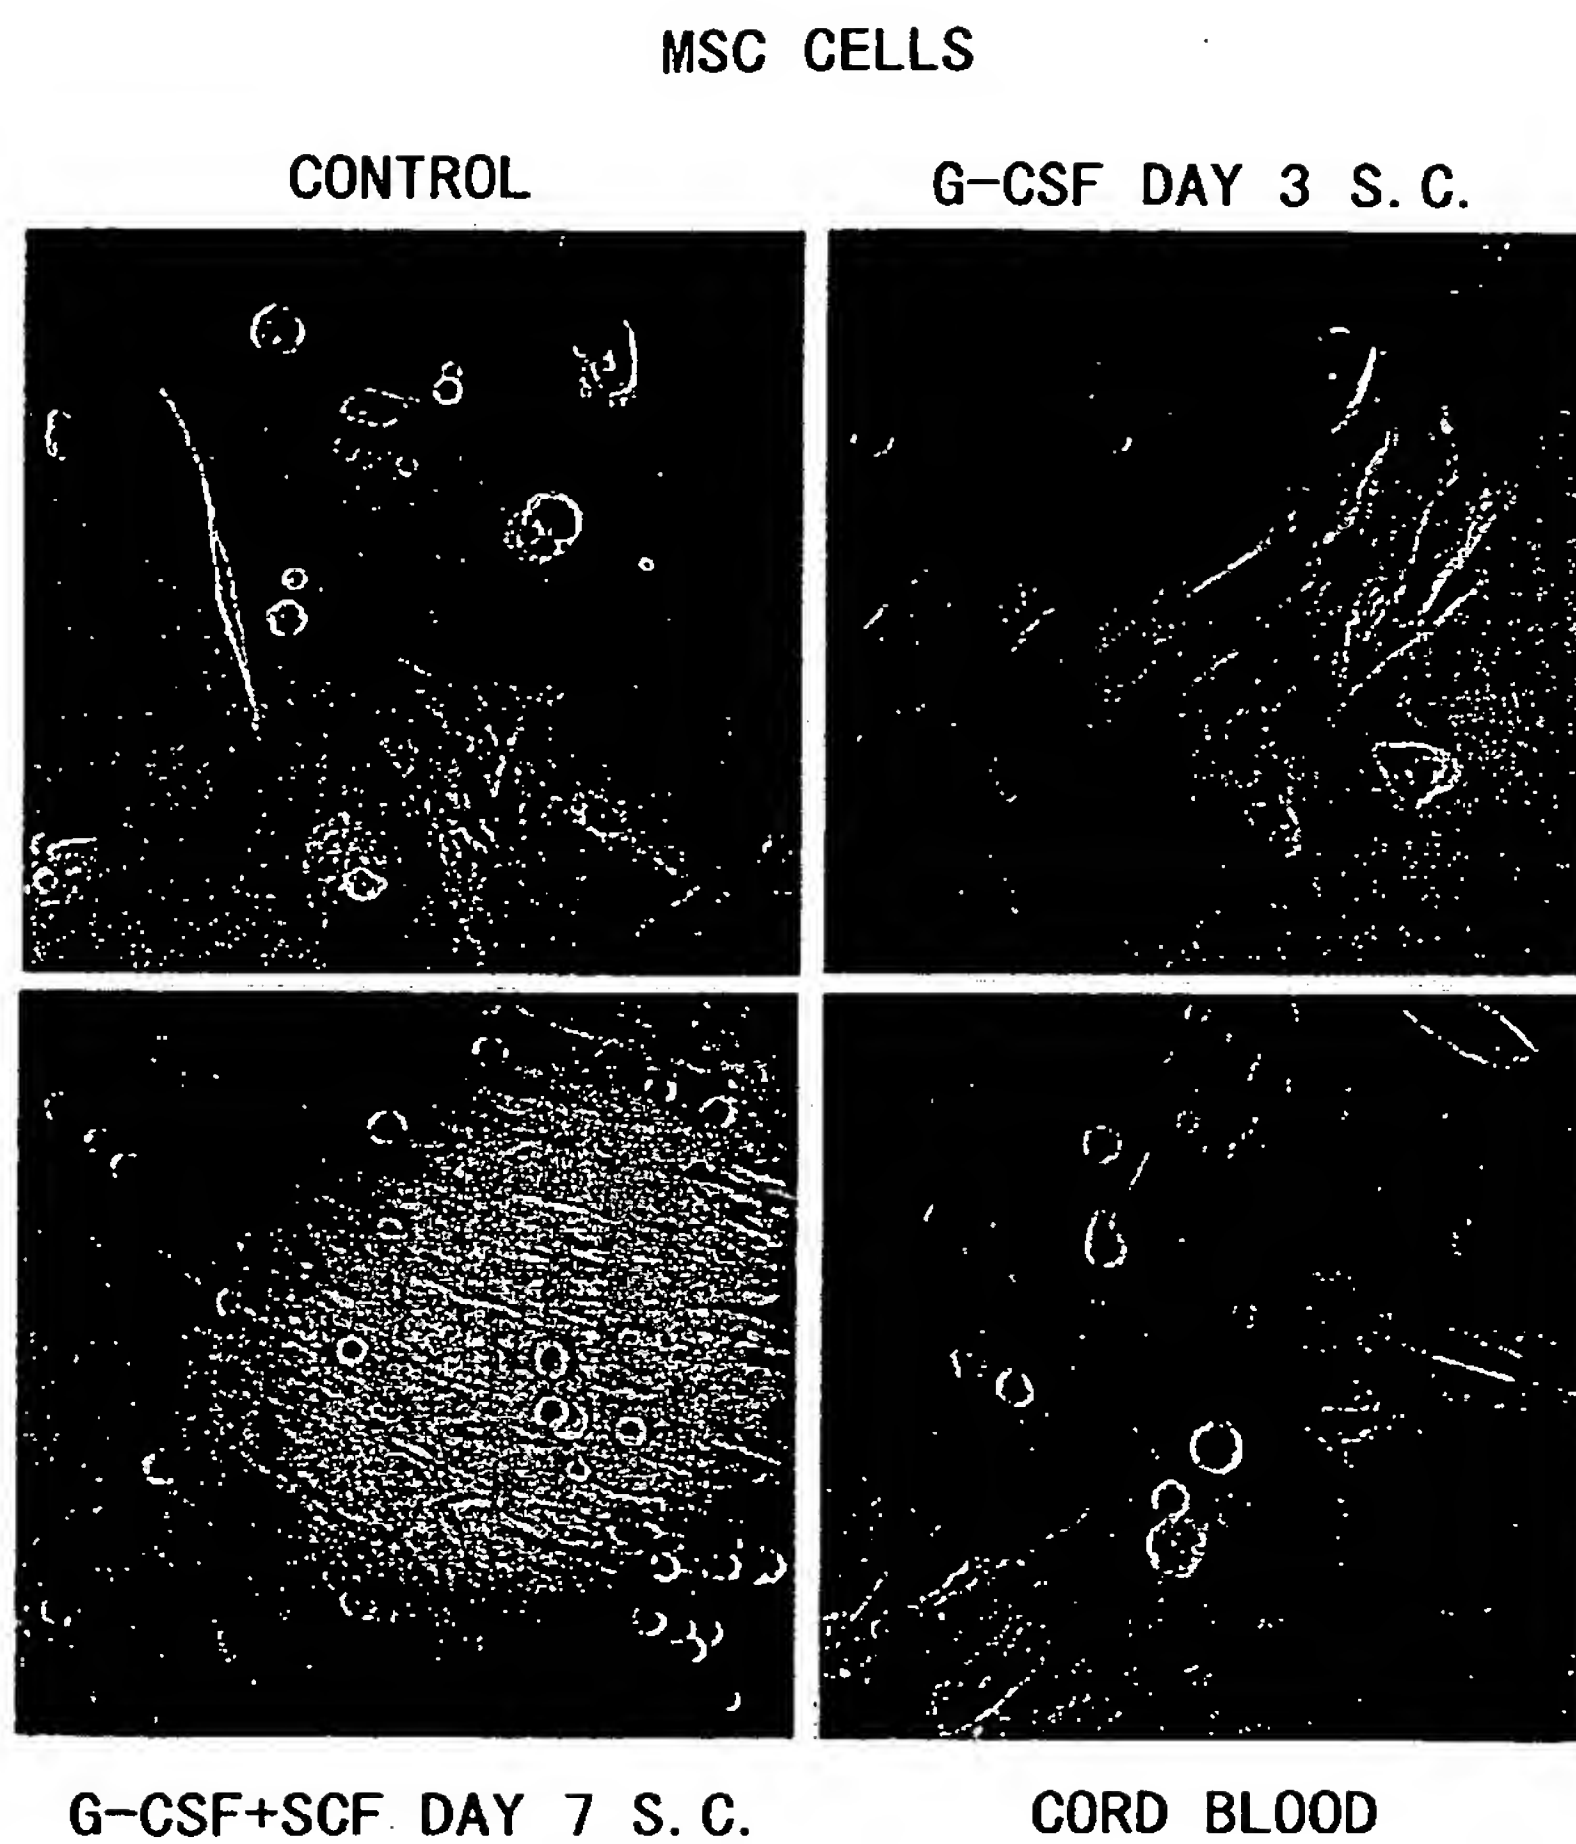 MSC CELLS
CONTROL
G-CSF DAY 3 S.C.
G-CSF+SCF DAY 7 S.C.
CORD BLOOD